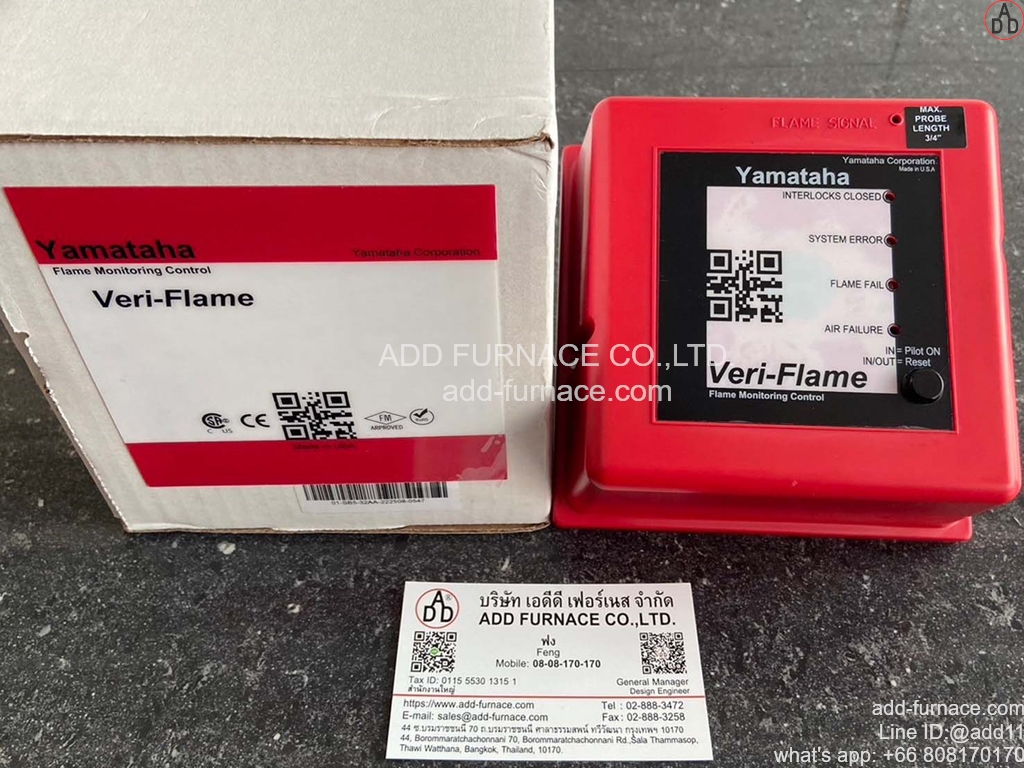 ADD
FLAME SIGNAL
MAX.
PROBE
LENGTH
3/4"
Yamataha Corporation
Made in U.S.A
Yamataha
INTERLOCKS CLOSED
SYSTEM ERROR
FLAME FAIL
AIR FAILURE
IN = Pilot ON
IN/OUT = Reset
Veri-Flame
Flame Monitoring Control
Yamataha
Yamataha Corporation
Flame Monitoring Control
Veri-Flame
C US
CE
FM
ARPROVED
ADD FURNACE CO.,LTD.
add-furnace.com
ADD
บริษัท เอดีดี เฟอร์เนส จำกัด
ADD FURNACE CO.,LTD.
ฟง
Feng
Mobile: 08-08-170-170
Tax ID: 0115 5530 1315 1
สำนักงานใหญ่
General Manager
Design Engineer
https://www.add-furnace.com
Tel : 02-888-3472
E-mail: sales@add-furnace.com
Fax : 02-888-3258
44 ซ.บรมราชชนนี 70 ถ.บรมราชชนนี ศาลาธรรมสพน์ ทวีวัฒนา กรุงเทพฯ 10170
44, Borommaratchachonnani 70, Borommaratchachonnani Rd.,Sala Thammasop,
Thawi Watthana, Bangkok, Thailand, 10170.
add-furnace.com
Line ID:@add11
what's app: +66 808170170